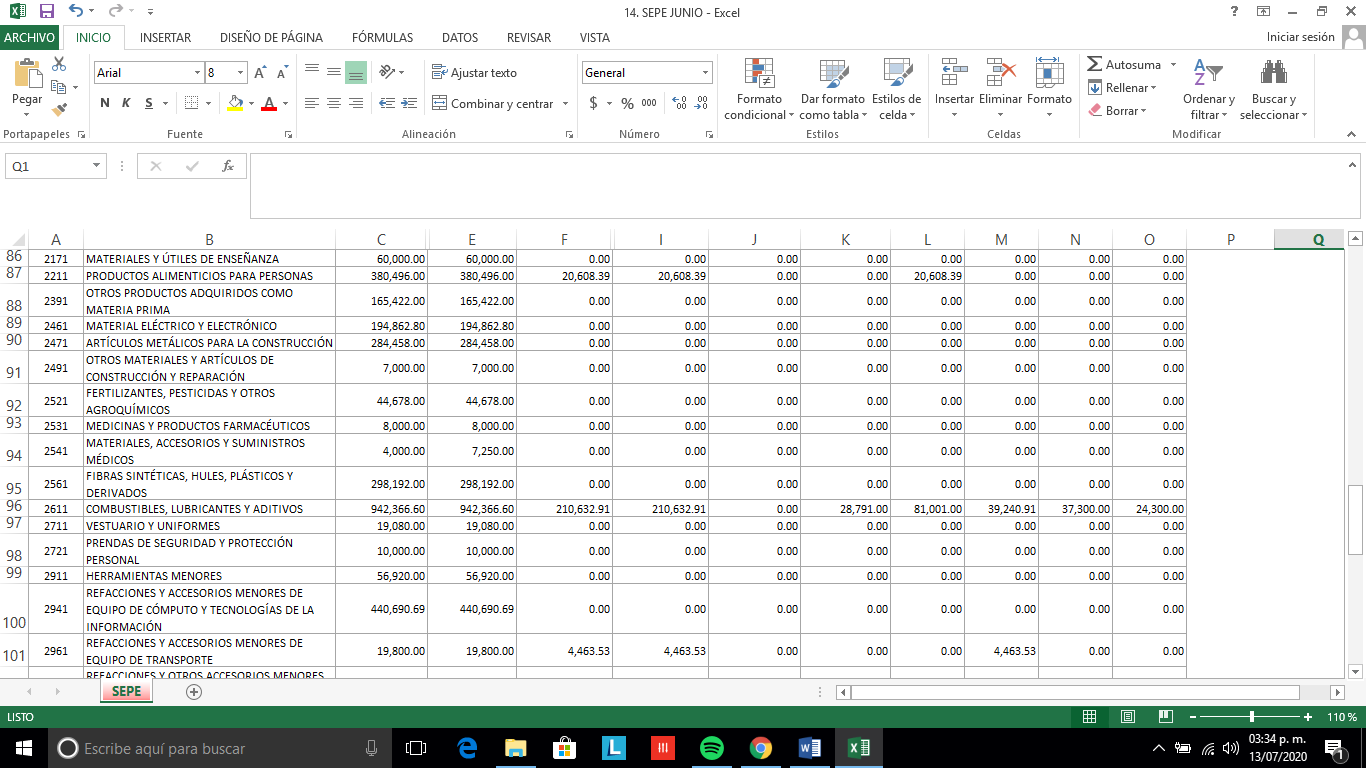 14. SEPE JUNIO - Excel
ARCHIVO INICIO INSERTAR DISEÑO DE PÁGINA FÓRMULAS DATOS REVISAR VISTA Iniciar sesión
Pegar
Portapapeles
Arial 8
N K S
Fuente
Ajustar texto
Combinar y centrar
Alineación
General
$ % 000
Número
Formato condicional
Dar formato como tabla
Estilos de celda
Estilos
Insertar Eliminar Formato
Celdas
Autosuma
Rellenar
Borrar
Ordenar y filtrar
Buscar y seleccionar
Modificar
Q1 fx
A B C E F I J K L M N O P Q
86 2171 MATERIALES Y ÚTILES DE ENSEÑANZA 60,000.00 60,000.00 0.00 0.00 0.00 0.00 0.00 0.00 0.00 0.00
87 2211 PRODUCTOS ALIMENTICIOS PARA PERSONAS 380,496.00 380,496.00 20,608.39 20,608.39 0.00 0.00 20,608.39 0.00 0.00 0.00
88 2391 OTROS PRODUCTOS ADQUIRIDOS COMO MATERIA PRIMA 165,422.00 165,422.00 0.00 0.00 0.00 0.00 0.00 0.00 0.00 0.00
89 2461 MATERIAL ELÉCTRICO Y ELECTRÓNICO 194,862.80 194,862.80 0.00 0.00 0.00 0.00 0.00 0.00 0.00 0.00
90 2471 ARTÍCULOS METÁLICOS PARA LA CONSTRUCCIÓN 284,458.00 284,458.00 0.00 0.00 0.00 0.00 0.00 0.00 0.00 0.00
91 2491 OTROS MATERIALES Y ARTÍCULOS DE CONSTRUCCIÓN Y REPARACIÓN 7,000.00 7,000.00 0.00 0.00 0.00 0.00 0.00 0.00 0.00 0.00
92 2521 FERTILIZANTES, PESTICIDAS Y OTROS AGROQUÍMICOS 44,678.00 44,678.00 0.00 0.00 0.00 0.00 0.00 0.00 0.00 0.00
93 2531 MEDICINAS Y PRODUCTOS FARMACÉUTICOS 8,000.00 8,000.00 0.00 0.00 0.00 0.00 0.00 0.00 0.00 0.00
94 2541 MATERIALES, ACCESORIOS Y SUMINISTROS MÉDICOS 4,000.00 7,250.00 0.00 0.00 0.00 0.00 0.00 0.00 0.00 0.00
95 2561 FIBRAS SINTÉTICAS, HULES, PLÁSTICOS Y DERIVADOS 298,192.00 298,192.00 0.00 0.00 0.00 0.00 0.00 0.00 0.00 0.00
96 2611 COMBUSTIBLES, LUBRICANTES Y ADITIVOS 942,366.60 942,366.60 210,632.91 210,632.91 0.00 28,791.00 81,001.00 39,240.91 37,300.00 24,300.00
97 2711 VESTUARIO Y UNIFORMES 19,080.00 19,080.00 0.00 0.00 0.00 0.00 0.00 0.00 0.00 0.00
98 2721 PRENDAS DE SEGURIDAD Y PROTECCIÓN PERSONAL 10,000.00 10,000.00 0.00 0.00 0.00 0.00 0.00 0.00 0.00 0.00
99 2911 HERRAMIENTAS MENORES 56,920.00 56,920.00 0.00 0.00 0.00 0.00 0.00 0.00 0.00 0.00
100 2941 REFACCIONES Y ACCESORIOS MENORES DE EQUIPO DE CÓMPUTO Y TECNOLOGÍAS DE LA INFORMACIÓN 440,690.69 440,690.69 0.00 0.00 0.00 0.00 0.00 0.00 0.00 0.00
101 2961 REFACCIONES Y ACCESORIOS MENORES DE EQUIPO DE TRANSPORTE 19,800.00 19,800.00 4,463.53 4,463.53 0.00 0.00 0.00 4,463.53 0.00 0.00
REFACCIONES Y OTROS ACCESORIOS MENORES
SEPE
LISTO 110 %
Escribe aquí para buscar
03:34 p. m.
13/07/2020
1